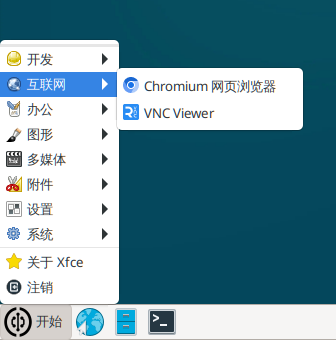 开发
互联网
Chromium 网页浏览器
VNC Viewer
办公
图形
多媒体
附件
设置
系统
关于 Xfce
注销
开始